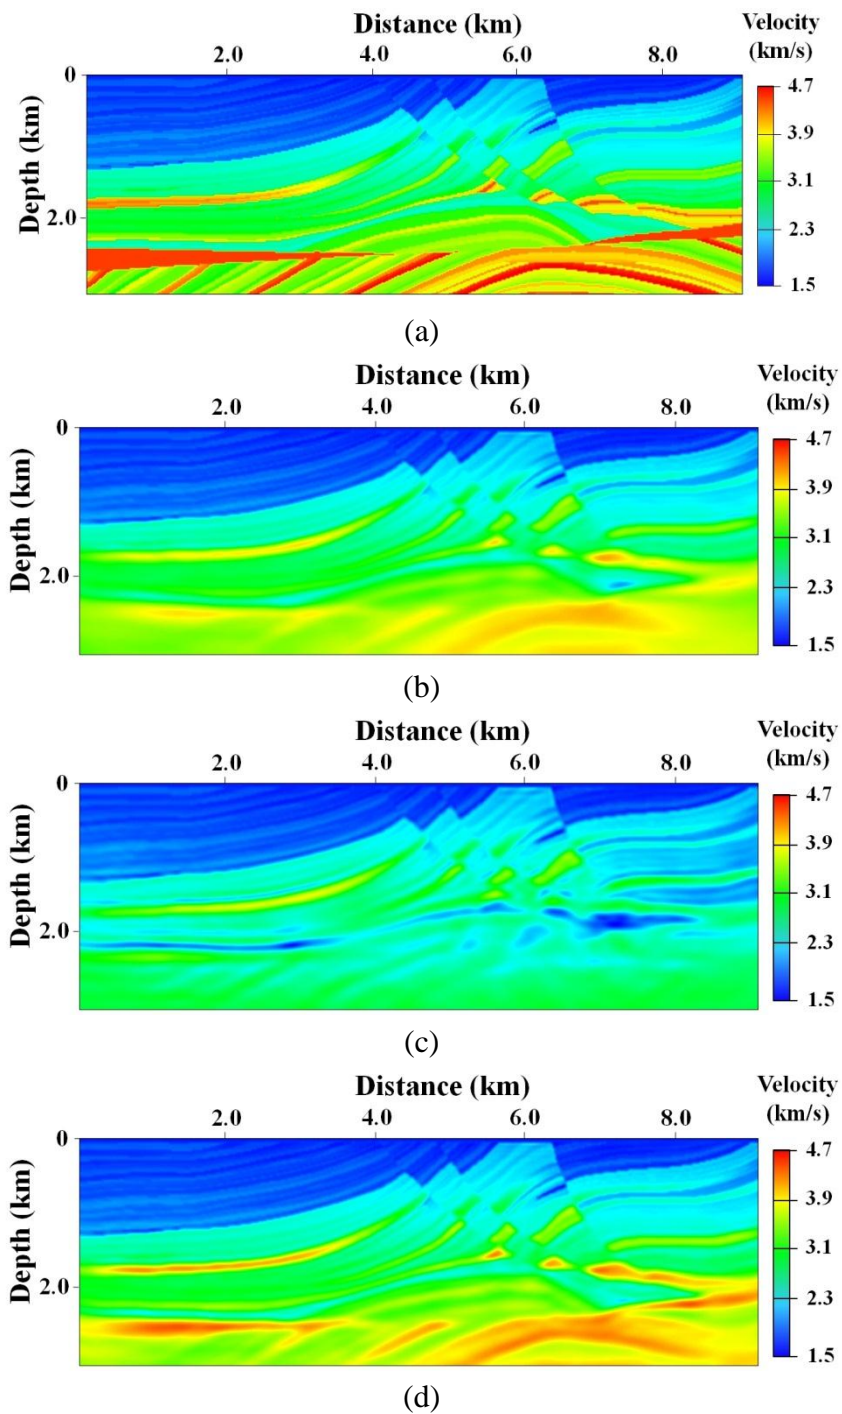 Distance (km)
Velocity
(km/s)
2.0 4.0 6.0 8.0
0
2.0
Depth (km)
4.7
3.9
3.1
2.3
1.5
(a)
Distance (km)
Velocity
(km/s)
2.0 4.0 6.0 8.0
0
2.0
Depth (km)
4.7
3.9
3.1
2.3
1.5
(b)
Distance (km)
Velocity
(km/s)
2.0 4.0 6.0 8.0
0
2.0
Depth (km)
4.7
3.9
3.1
2.3
1.5
(c)
Distance (km)
Velocity
(km/s)
2.0 4.0 6.0 8.0
0
2.0
Depth (km)
4.7
3.9
3.1
2.3
1.5
(d)